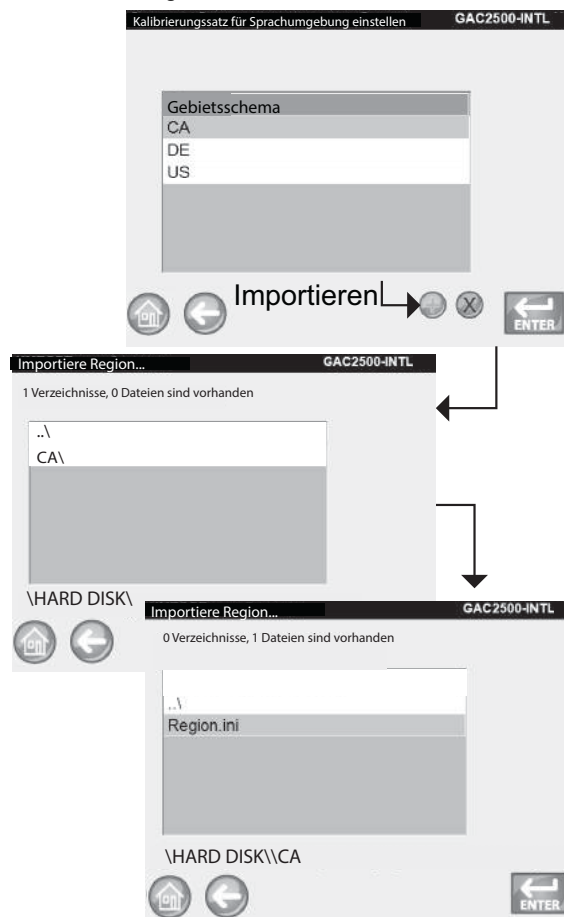 Kalibrierungssatz für Sprachumgebung einstellen GAC2500-INTL
Gebietsschema
CA
DE
US
Importieren
X
ENTER
Importiere Region... GAC2500-INTL
1 Verzeichnisse, 0 Dateien sind vorhanden
..\
CA\
\HARD DISK\
Importiere Region... GAC2500-INTL
0 Verzeichnisse, 1 Dateien sind vorhanden
..\
Region.ini
\HARD DISK\\CA
ENTER